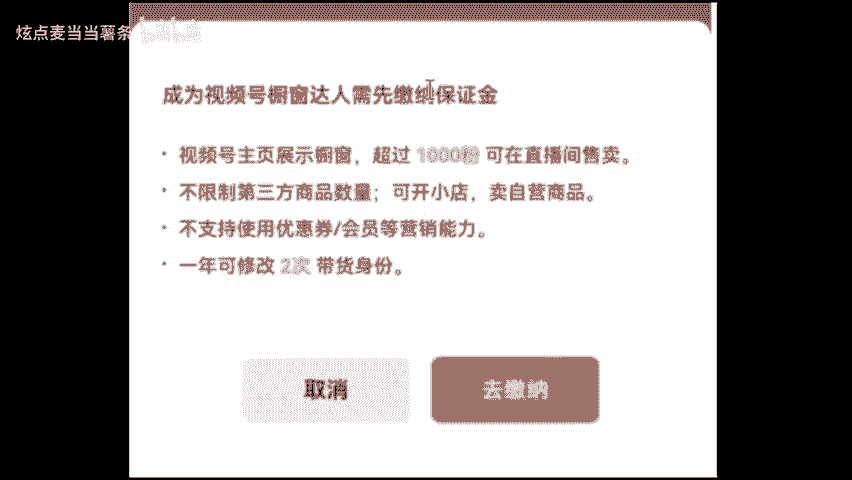 炫点麦当当薯条
成为视频号橱窗达人需先缴纳保证金
· 视频号主页展示橱窗，超过 1000粉 可在直播间售卖。
· 不限制第三方商品数量；可开小店，卖自营商品。
· 不支持使用优惠券/会员等营销能力。
· 一年可修改 2次 带货身份。
取消
去缴纳